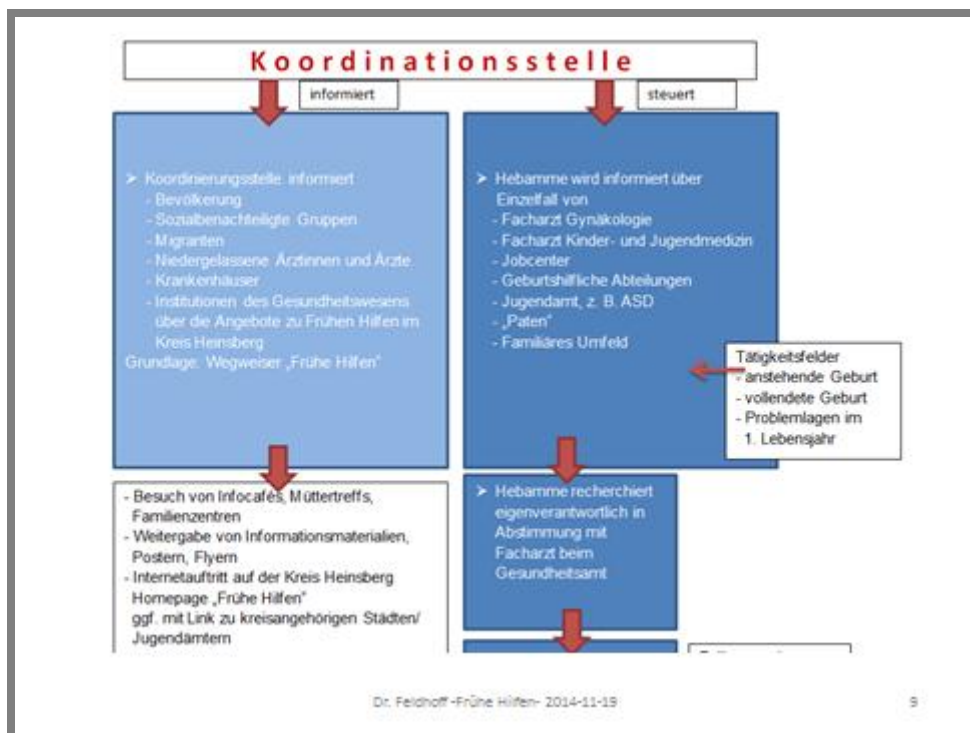 Koordinationsstelle
informiert
steuert
➢ Koordinierungsstelle informiert
- Bevölkerung
- Sozialbenachteiligte Gruppen
- Migranten
- Niedergelassene Ärztinnen und Ärzte
- Krankenhäuser
- Institutionen des Gesundheitswesens
über die Angebote zu Frühen Hilfen im
Kreis Heinsberg
Grundlage: Wegweiser „Frühe Hilfen"
➢ Hebamme wird informiert über
Einzelfall von
- Facharzt Gynäkologie
- Facharzt Kinder- und Jugendmedizin
- Jobcenter
- Geburtshilfliche Abteilungen
- Jugendamt, z. B. ASD
- „Paten"
- Familiäres Umfeld
Tätigkeitsfelder
- anstehende Geburt
- vollendete Geburt
- Problemlagen im
1. Lebensjahr
- Besuch von Infocafés, Müttertreffs,
Familienzentren
- Weitergabe von Informationsmaterialien,
Postern, Flyern
- Internetauftritt auf der Kreis Heinsberg
Homepage „Frühe Hilfen"
ggf. mit Link zu kreisangehörigen Städten/
Jugendämtern
➢ Hebamme recherchiert
eigenverantwortlich in
Abstimmung mit
Facharzt beim
Gesundheitsamt
Dr. Feldhoff -Frühe Hilfen- 2014-11-19
9